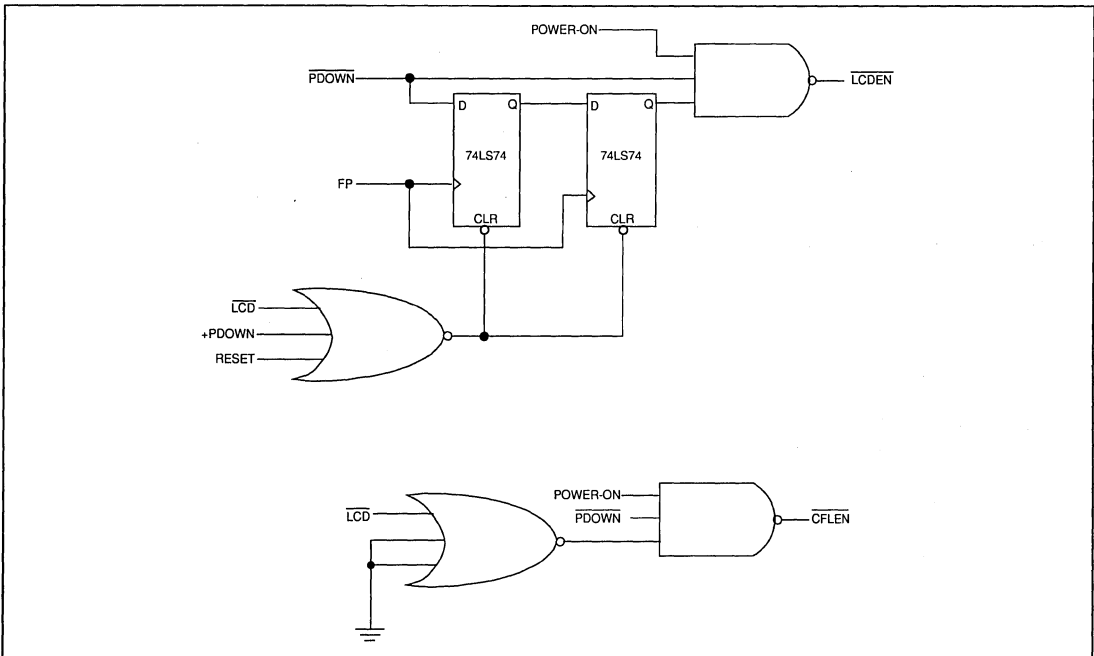 POWER-ON
PDOWN
LCDEN
D Q
D Q
74LS74
74LS74
FP
CLR
CLR
LCD
+PDOWN
RESET
POWER-ON
LCD
PDOWN
CFLEN